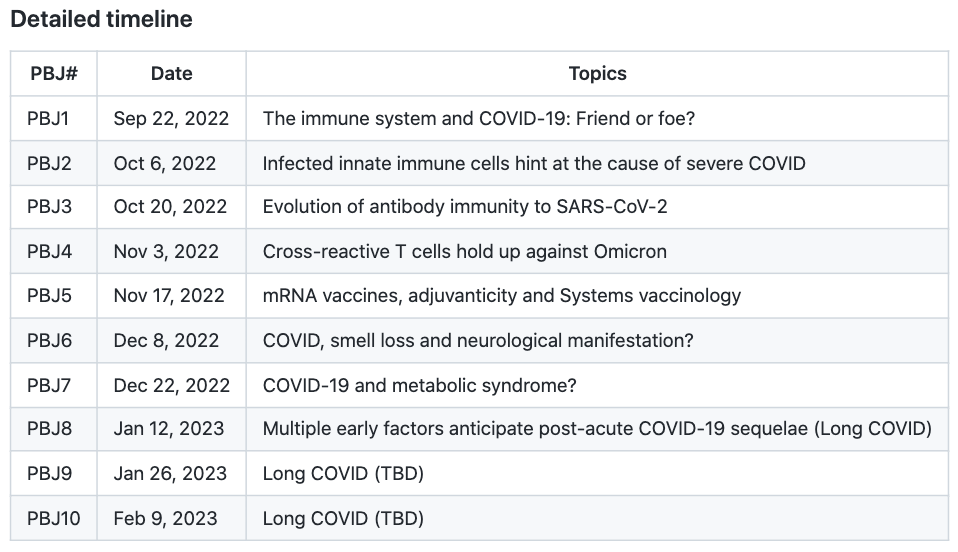 Detailed timeline
PBJ# Date Topics
PBJ1 Sep 22, 2022 The immune system and COVID-19: Friend or foe?
PBJ2 Oct 6, 2022 Infected innate immune cells hint at the cause of severe COVID
PBJ3 Oct 20, 2022 Evolution of antibody immunity to SARS-CoV-2
PBJ4 Nov 3, 2022 Cross-reactive T cells hold up against Omicron
PBJ5 Nov 17, 2022 mRNA vaccines, adjuvanticity and Systems vaccinology
PBJ6 Dec 8, 2022 COVID, smell loss and neurological manifestation?
PBJ7 Dec 22, 2022 COVID-19 and metabolic syndrome?
PBJ8 Jan 12, 2023 Multiple early factors anticipate post-acute COVID-19 sequelae (Long COVID)
PBJ9 Jan 26, 2023 Long COVID (TBD)
PBJ10 Feb 9, 2023 Long COVID (TBD)